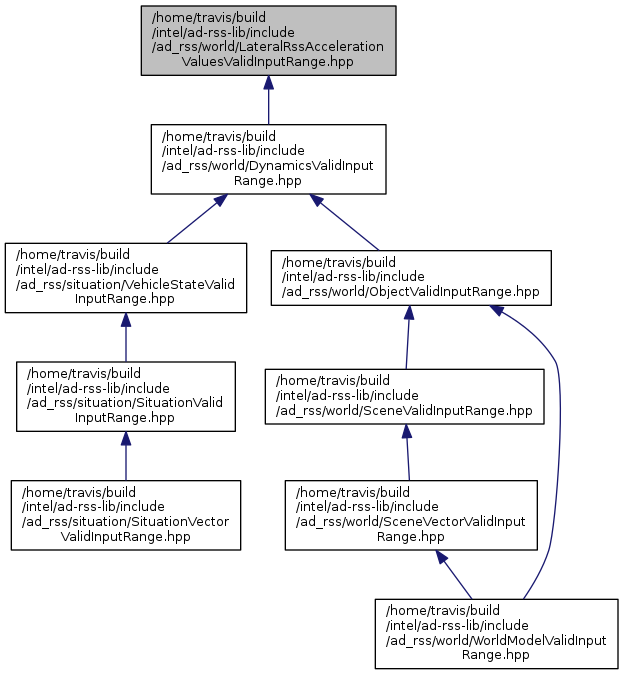 /home/travis/build
/intel/ad-rss-lib/include
/ad_rss/world/LateralRssAcceleration
ValuesValidInputRange.hpp
/home/travis/build
/intel/ad-rss-lib/include
/ad_rss/world/DynamicsValidInput
Range.hpp
/home/travis/build
/intel/ad-rss-lib/include
/ad_rss/situation/VehicleStateValid
InputRange.hpp
/home/travis/build
/intel/ad-rss-lib/include
/ad_rss/world/ObjectValidInputRange.hpp
/home/travis/build
/intel/ad-rss-lib/include
/ad_rss/situation/SituationValid
InputRange.hpp
/home/travis/build
/intel/ad-rss-lib/include
/ad_rss/world/SceneValidInputRange.hpp
/home/travis/build
/intel/ad-rss-lib/include
/ad_rss/situation/SituationVector
ValidInputRange.hpp
/home/travis/build
/intel/ad-rss-lib/include
/ad_rss/world/SceneVectorValidInput
Range.hpp
/home/travis/build
/intel/ad-rss-lib/include
/ad_rss/world/WorldModelValidInput
Range.hpp